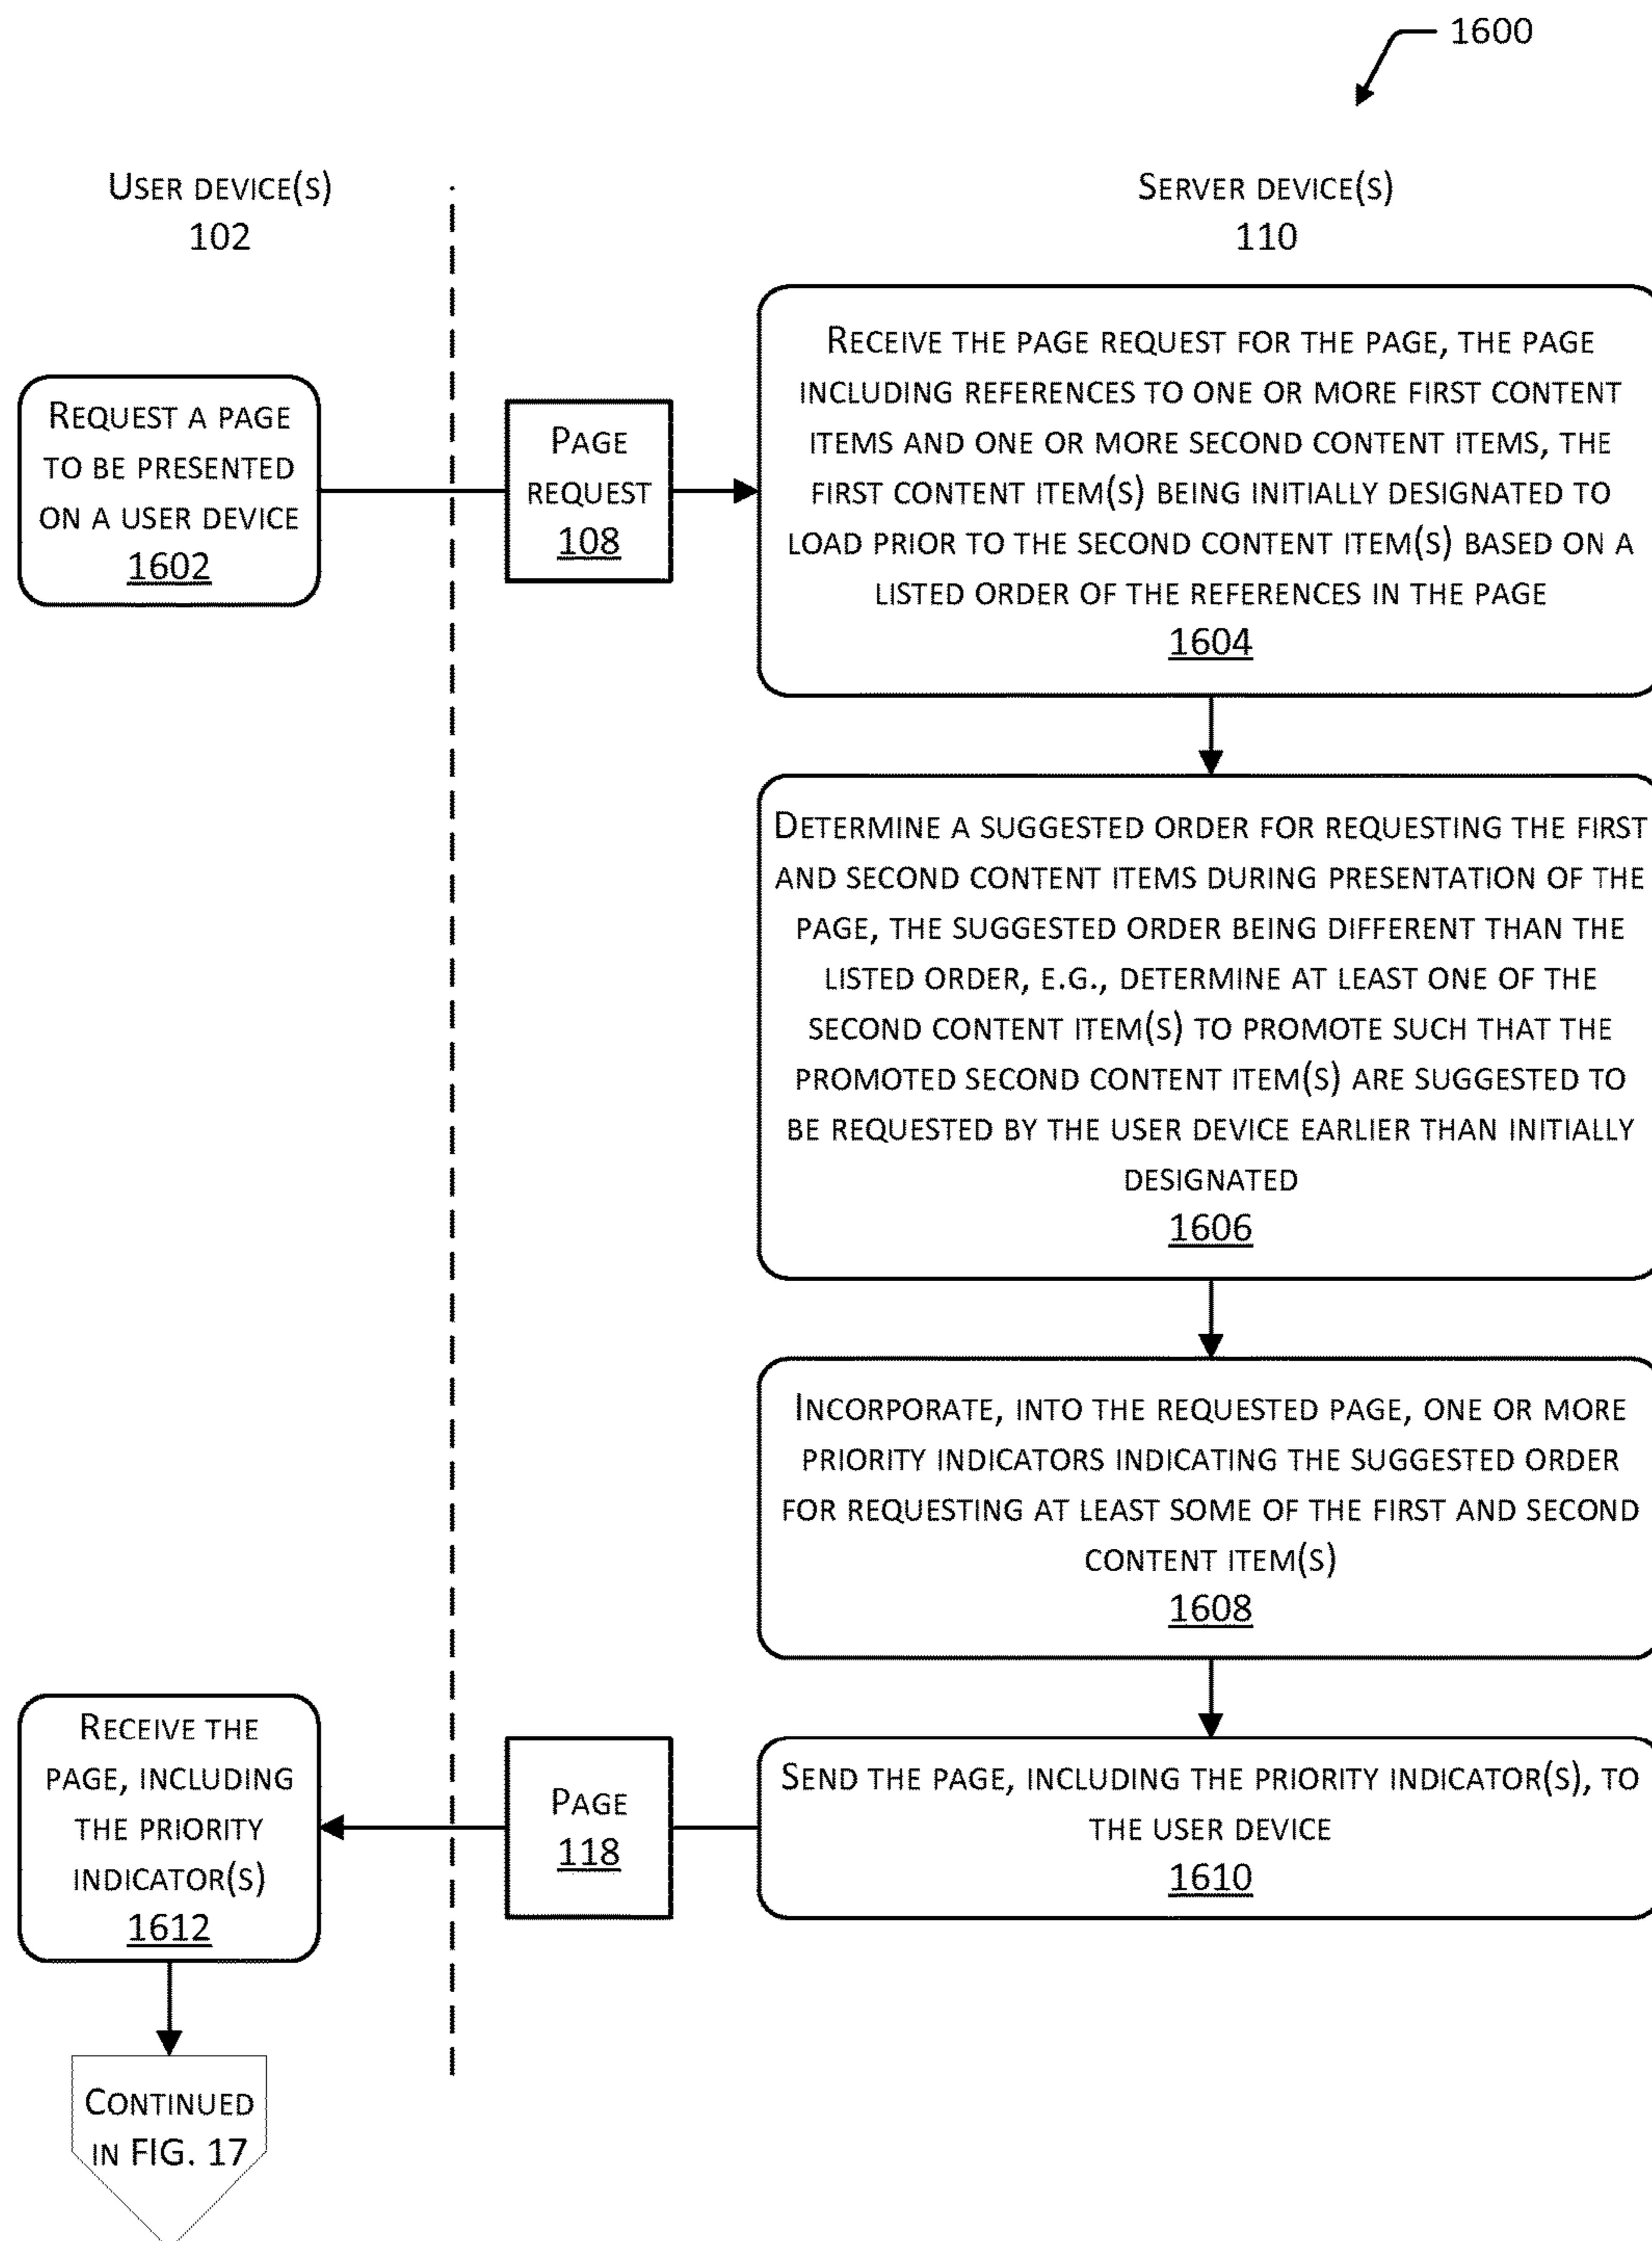 1600
USER DEVICE(S)
102
SERVER DEVICE(S)
110
REQUEST A PAGE
TO BE PRESENTED
ON A USER DEVICE
1602
PAGE
REQUEST
108
RECEIVE THE PAGE REQUEST FOR THE PAGE, THE PAGE
INCLUDING REFERENCES TO ONE OR MORE FIRST CONTENT
ITEMS AND ONE OR MORE SECOND CONTENT ITEMS, THE
FIRST CONTENT ITEM(S) BEING INITIALLY DESIGNATED TO
LOAD PRIOR TO THE SECOND CONTENT ITEM(S) BASED ON A
LISTED ORDER OF THE REFERENCES IN THE PAGE
1604
DETERMINE A SUGGESTED ORDER FOR REQUESTING THE FIRST
AND SECOND CONTENT ITEMS DURING PRESENTATION OF THE
PAGE, THE SUGGESTED ORDER BEING DIFFERENT THAN THE
LISTED ORDER, E.G., DETERMINE AT LEAST ONE OF THE
SECOND CONTENT ITEM(S) TO PROMOTE SUCH THAT THE
PROMOTED SECOND CONTENT ITEM(S) ARE SUGGESTED TO
BE REQUESTED BY THE USER DEVICE EARLIER THAN INITIALLY
DESIGNATED
1606
INCORPORATE, INTO THE REQUESTED PAGE, ONE OR MORE
PRIORITY INDICATORS INDICATING THE SUGGESTED ORDER
FOR REQUESTING AT LEAST SOME OF THE FIRST AND SECOND
CONTENT ITEM(S)
1608
SEND THE PAGE, INCLUDING THE PRIORITY INDICATOR(S), TO
THE USER DEVICE
1610
PAGE
118
RECEIVE THE
PAGE, INCLUDING
THE PRIORITY
INDICATOR(S)
1612
CONTINUED
IN FIG. 17